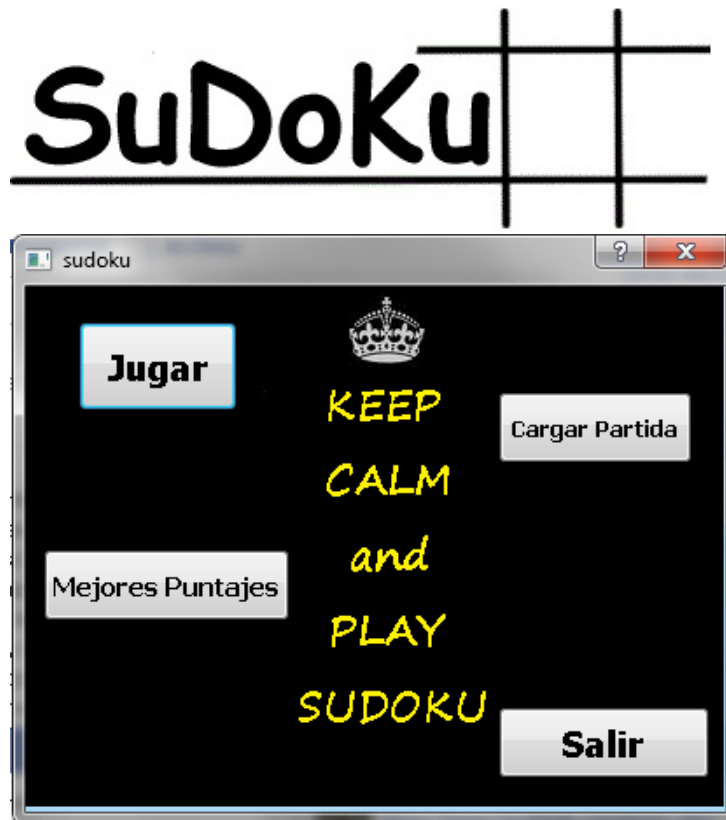 SuDoKu
sudoku
Jugar
KEEP
Cargar Partida
CALM
and
Mejores Puntajes
PLAY
SUDOKU
Salir